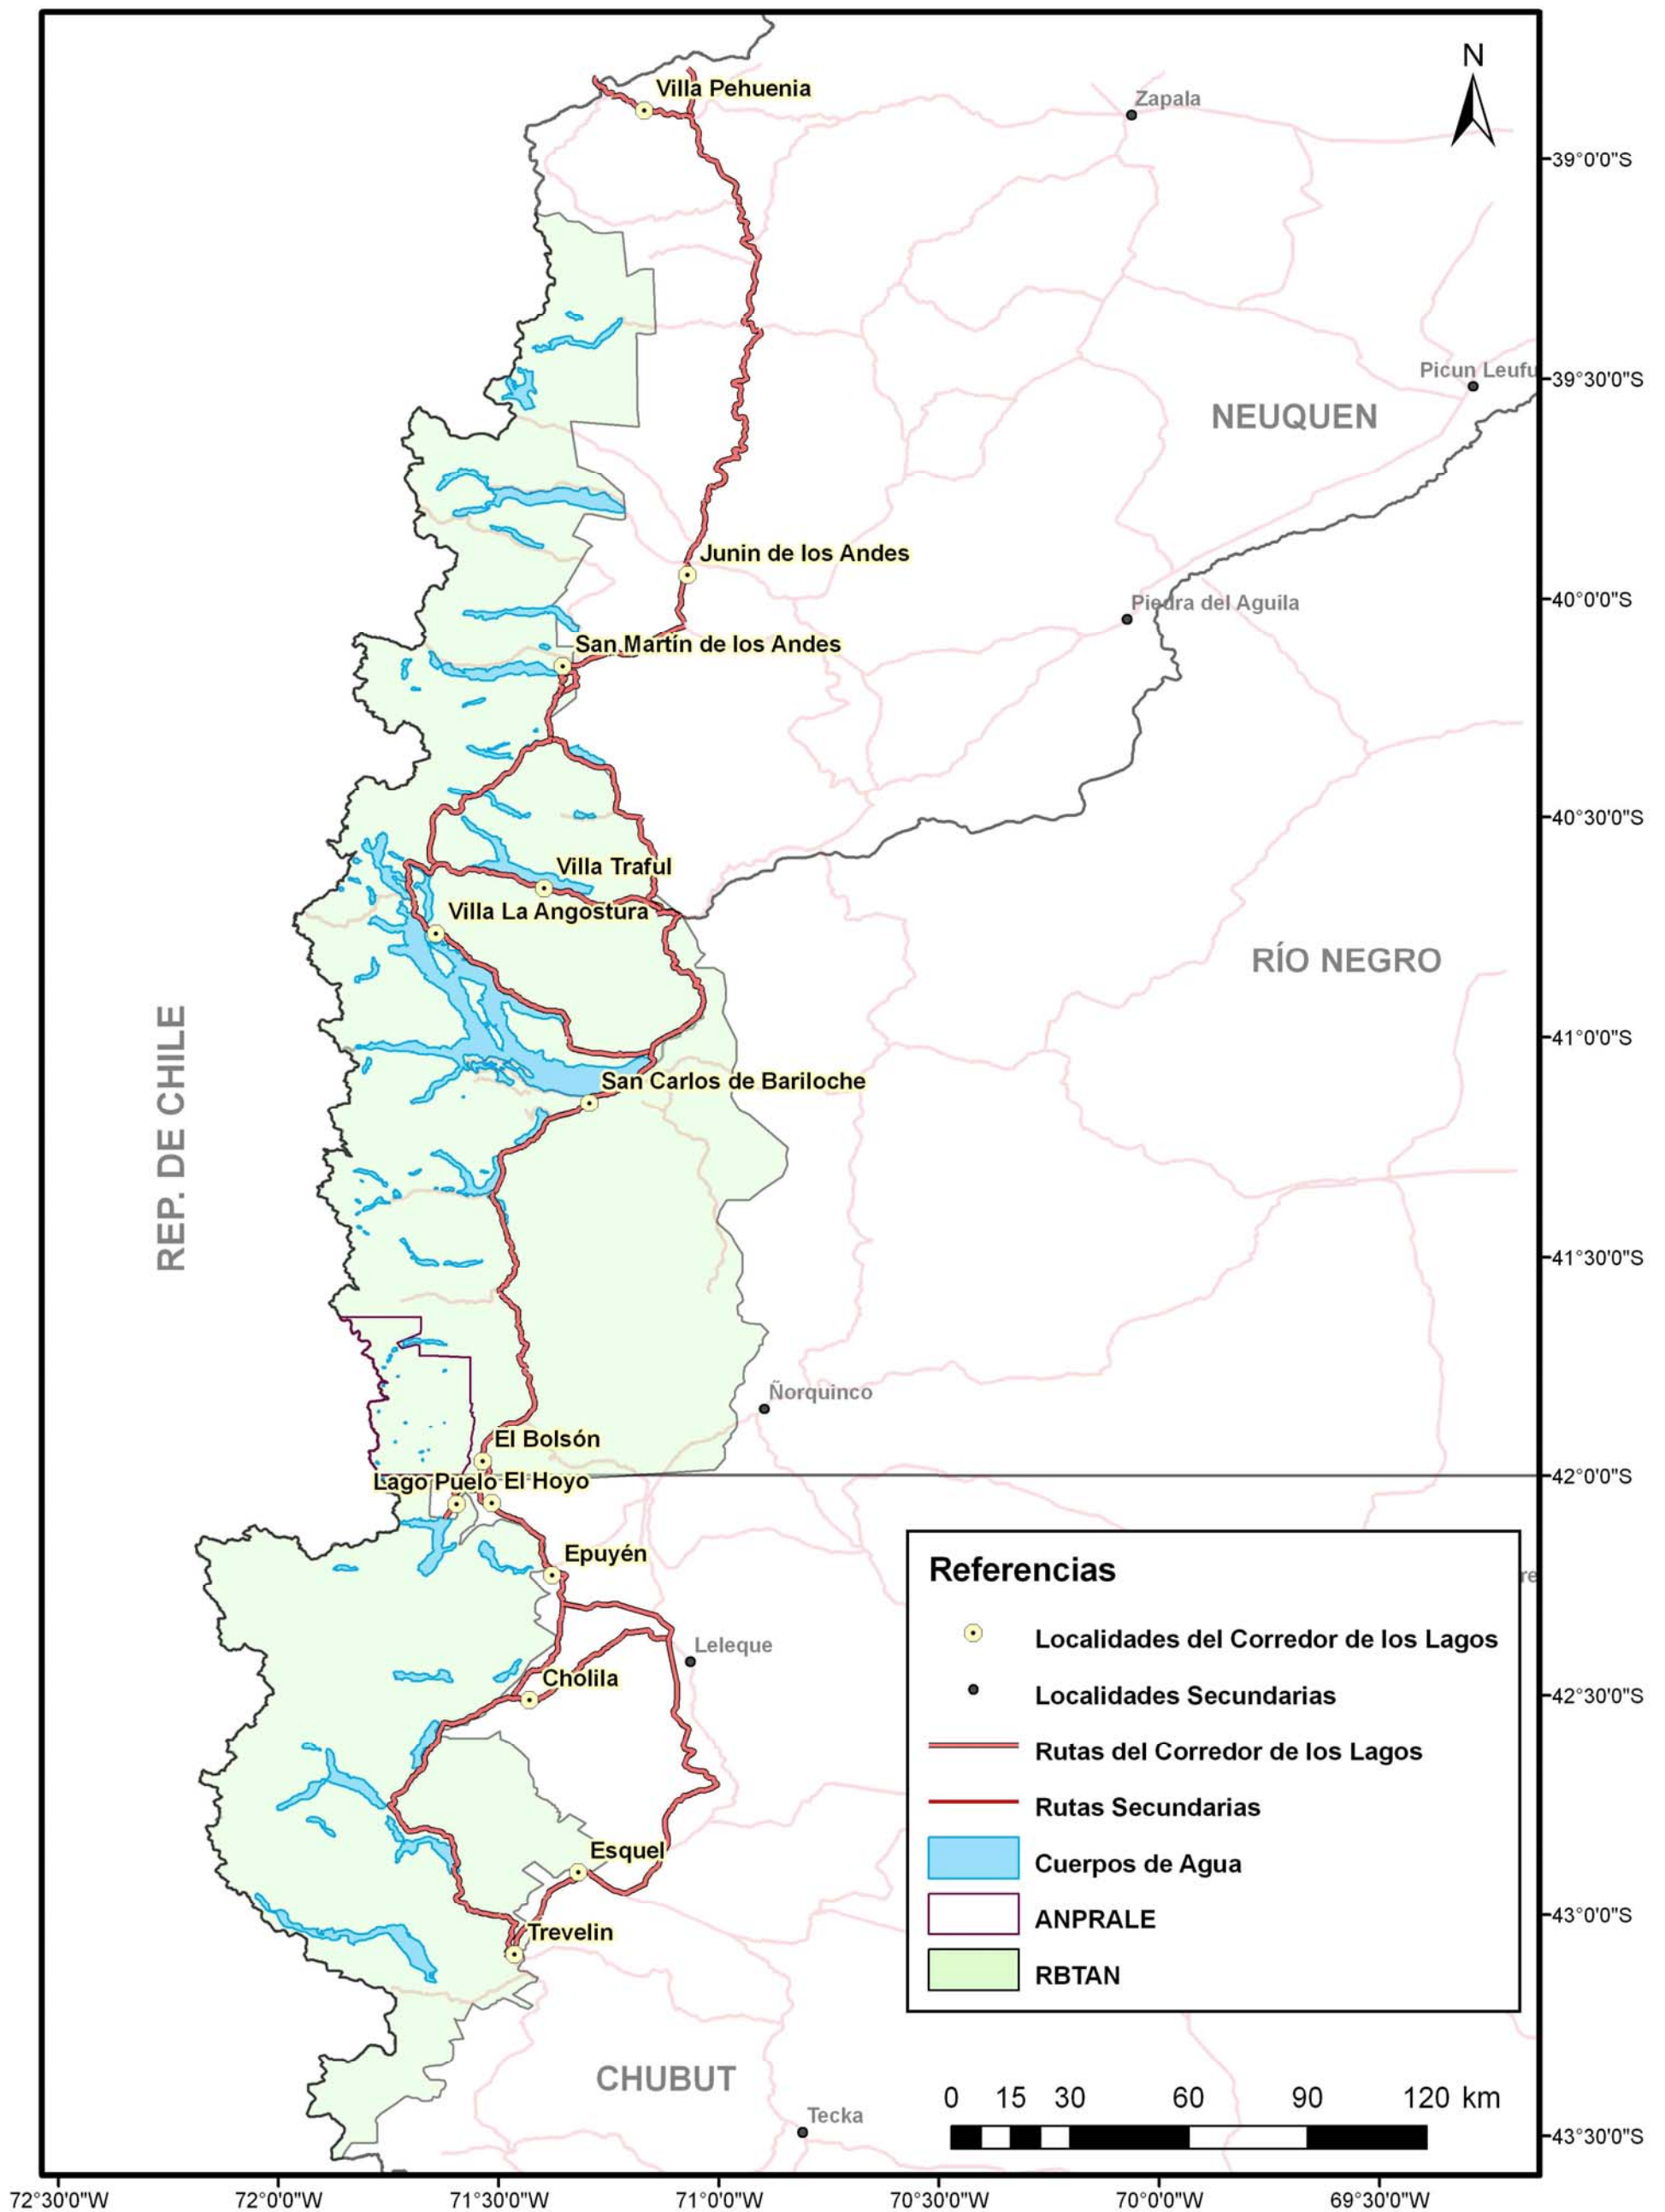 N
Villa Pehuenia
Zapala
39°0'0"S
Picun Leufu
39°30'0"S
NEUQUEN
Junin de los Andes
40°0'0"S
Piedra del Aguila
San Martín de los Andes
40°30'0"S
Villa Traful
Villa La Angostura
RÍO NEGRO
REP. DE CHILE
41°0'0"S
San Carlos de Bariloche
41°30'0"S
Ñorquinco
El Bolsón
42°0'0"S
Lago Puelo
El Hoyo
Epuyén
Leleque
Cholila
42°30'0"S
Esquel
43°0'0"S
Trevelin
CHUBUT
Tecka
43°30'0"S
Referencias
re
Localidades del Corredor de los Lagos
Localidades Secundarias
Rutas del Corredor de los Lagos
Rutas Secundarias
Cuerpos de Agua
ANPRALE
RBTAN
0 15 30 60 90 120 km
72°30'0"W 72°0'0"W 71°30'0"W 71°0'0"W 70°30'0"W 70°0'0"W 69°30'0"W